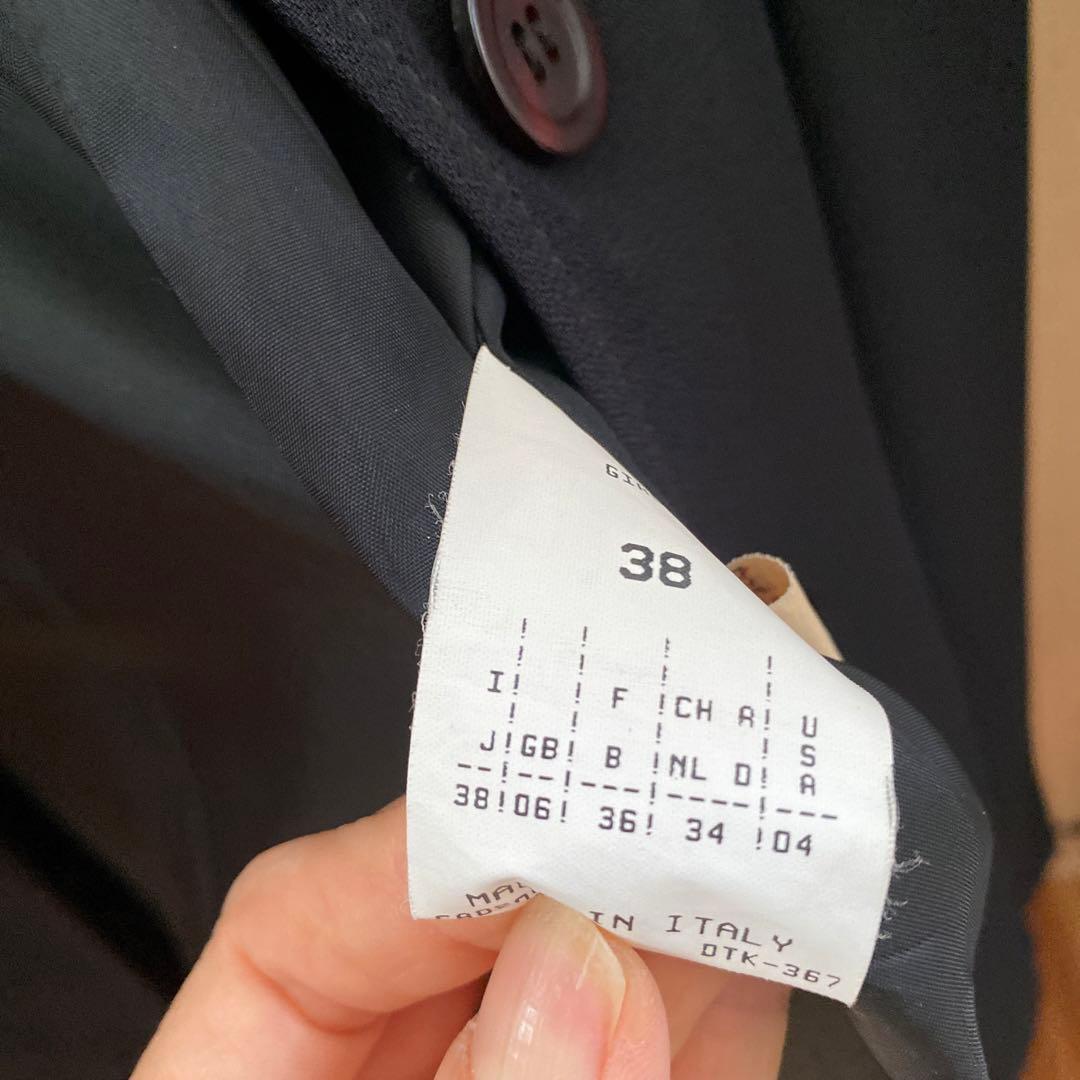 38
I ! ! F ! CH A ! U
S
J ! GB ! B ! NL D ! A
--- --- --- ---- ---
38 ! 06 ! 36 ! 34 ! 04
IN ITALY
DTK-367